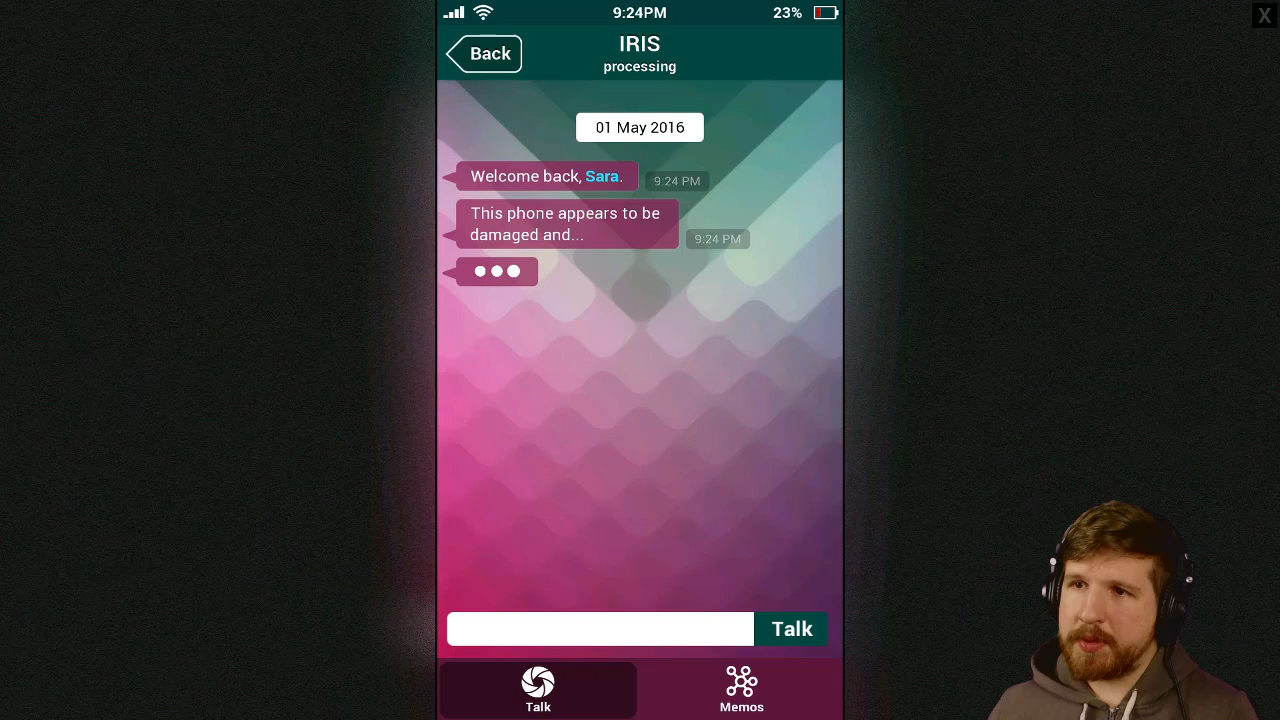 9:24PM
23%
X
Back
IRIS
processing
01 May 2016
Welcome back, Sara.
9:24 PM
This phone appears to be
damaged and...
9:24 PM
Talk
Talk
Memos